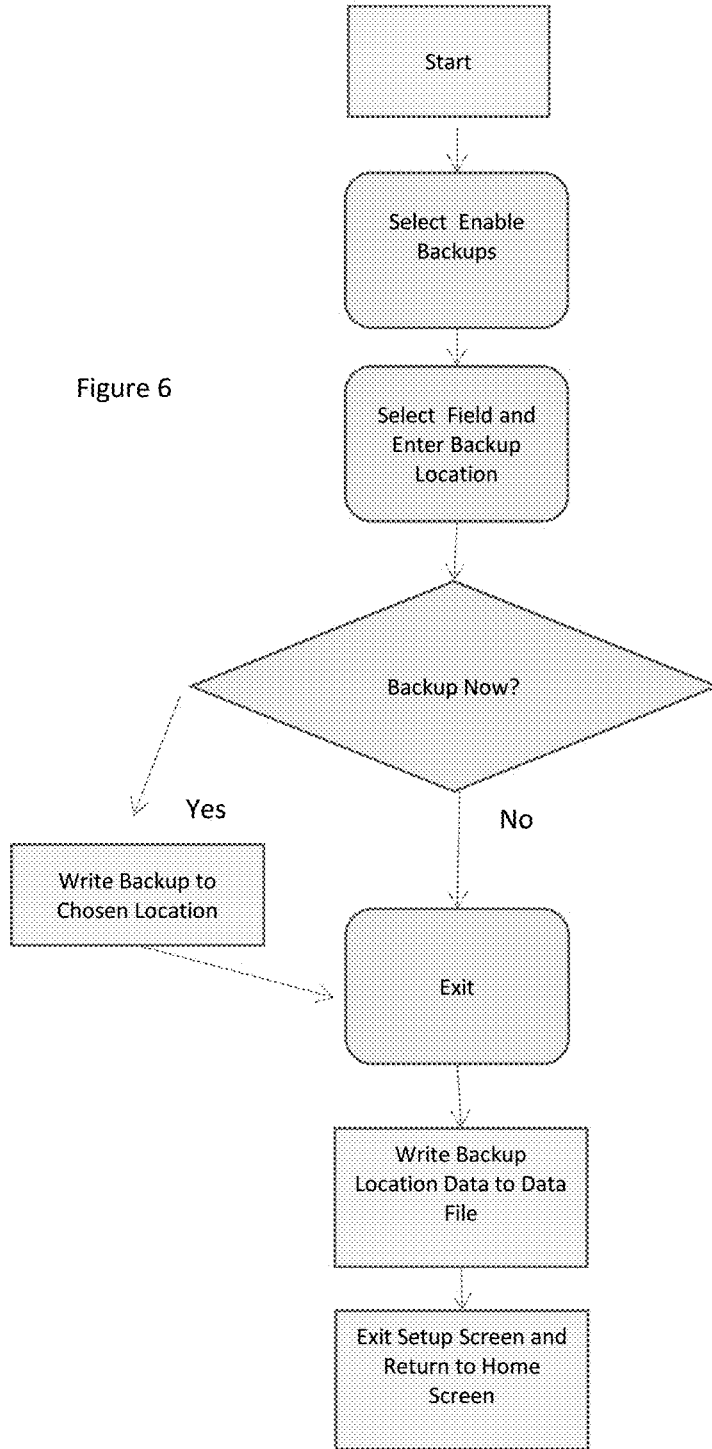 Start
Select Enable
Backups
Figure 6
Select Field and
Enter Backup
Location
Backup Now?
Yes
No
Write Backup to
Chosen Location
Exit
Write Backup
Location Data to Data
File
Exit Setup Screen and
Return to Home
Screen